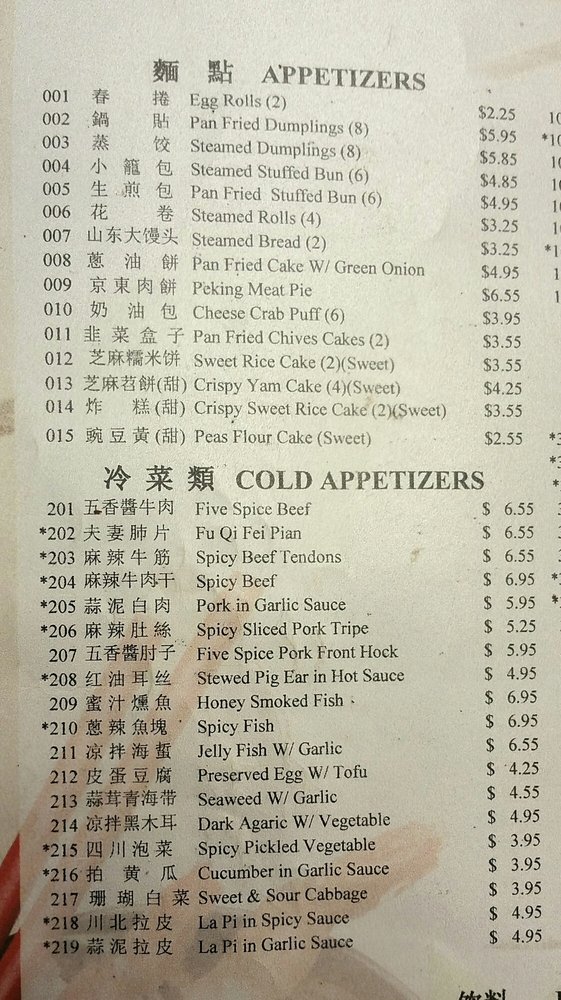 麵 點 APPETIZERS
001 春 捲 Egg Rolls (2) $2.25
002 鍋 貼 Pan Fried Dumplings (8) $5.95
003 蒸 饺 Steamed Dumplings (8) $5.85
004 小 籠 包 Steamed Stuffed Bun (6) $4.85
005 生 煎 包 Pan Fried Stuffed Bun (6) $4.95
006 花 卷 Steamed Rolls (4) $3.25
007 山东大馒头 Steamed Bread (2) $3.25
008 蔥 油 餅 Pan Fried Cake W/ Green Onion $4.95
009 京 東 肉 餅 Peking Meat Pie $6.55
010 奶 油 包 Cheese Crab Puff (6) $3.95
011 韭 菜 盒 子 Pan Fried Chives Cakes (2) $3.55
012 芝麻糯米饼 Sweet Rice Cake (2)(Sweet) $3.55
013 芝麻苕餅(甜) Crispy Yam Cake (4)(Sweet) $4.25
014 炸 糕(甜) Crispy Sweet Rice Cake (2)(Sweet) $3.55
015 豌 豆 黃(甜) Peas Flour Cake (Sweet) $2.55
冷 菜 類 COLD APPETIZERS
201 五香醬牛肉 Five Spice Beef $ 6.55
*202 夫 妻 肺 片 Fu Qi Fei Pian $ 6.55
*203 麻 辣 牛 筋 Spicy Beef Tendons $ 6.55
*204 麻辣牛肉干 Spicy Beef $ 6.95
*205 蒜 泥 白 肉 Pork in Garlic Sauce $ 5.95
*206 麻 辣 肚 絲 Spicy Sliced Pork Tripe $ 5.25
207 五香醬肘子 Five Spice Pork Front Hock $ 5.95
*208 红 油 耳 丝 Stewed Pig Ear in Hot Sauce $ 4.95
209 蜜 汁 燻 魚 Honey Smoked Fish $ 6.95
*210 蔥 辣 魚 塊 Spicy Fish $ 6.95
211 凉 拌 海 蜇 Jelly Fish W/ Garlic $ 6.55
212 皮 蛋 豆 腐 Preserved Egg W/ Tofu $ 4.25
213 蒜茸青海带 Seaweed W/ Garlic $ 4.55
214 凉拌黑木耳 Dark Agaric W/ Vegetable $ 4.95
*215 四 川 泡 菜 Spicy Pickled Vegetable $ 3.95
*216 拍 黄 瓜 Cucumber in Garlic Sauce $ 3.95
217 珊 瑚 白 菜 Sweet & Sour Cabbage $ 3.95
*218 川 北 拉 皮 La Pi in Spicy Sauce $ 4.95
*219 蒜 泥 拉 皮 La Pi in Garlic Sauce $ 4.95